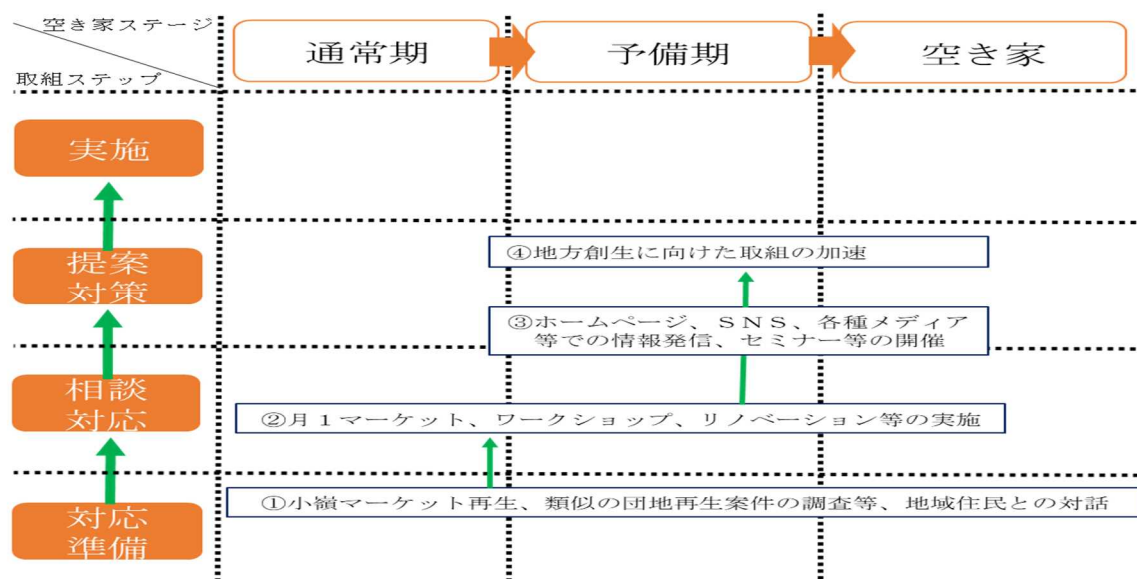 空き家ステージ
取組ステップ
通常期
予備期
空き家
実施
提案
対策
④地方創生に向けた取組の加速
③ホームページ、ＳＮＳ、各種メディア
等での情報発信、セミナー等の開催
相談
対応
②月１マーケット、ワークショップ、リノベーション等の実施
対応
準備
①小嶺マーケット再生、類似の団地再生案件の調査等、地域住民との対話